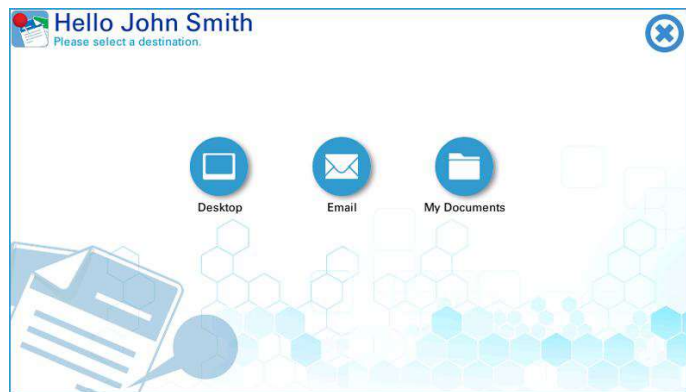 Hello John Smith
Please select a destination.
Desktop
Email
My Documents